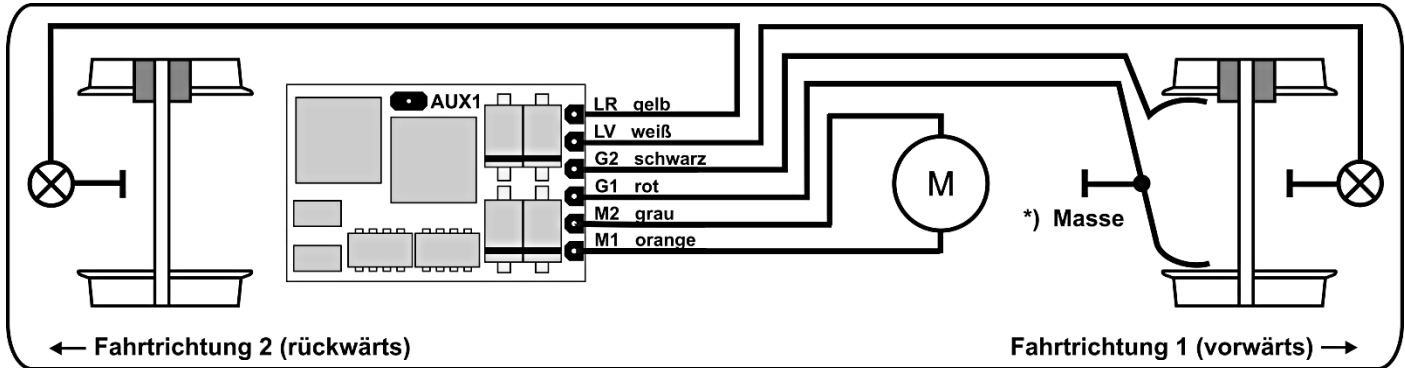 AUX1
LR gelb
LV weiß
G2 schwarz
G1 rot
M2 grau
M1 orange
M
*) Masse
← Fahrtrichtung 2 (rückwärts)
Fahrtrichtung 1 (vorwärts) →